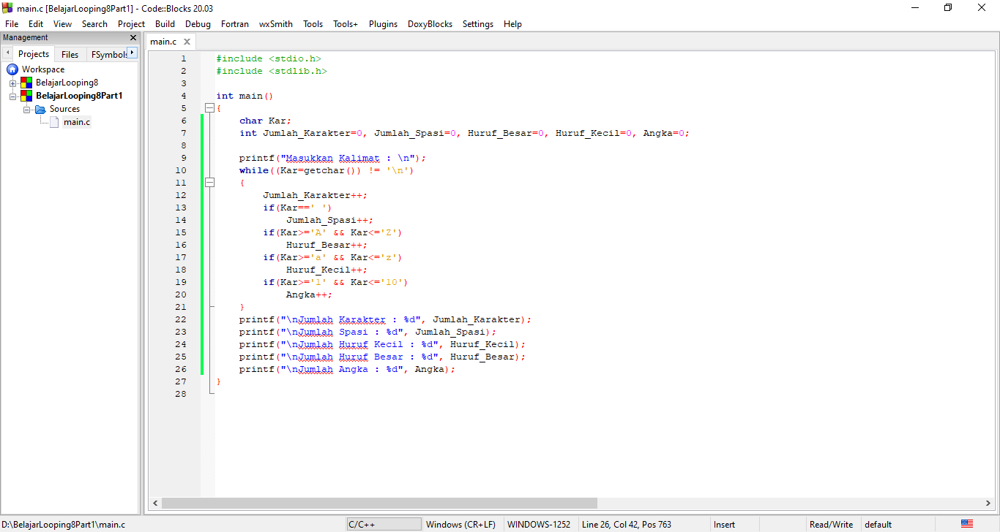 main.c [BelajarLooping8Part1] - Code::Blocks 20.03
File Edit View Search Project Build Debug Fortran wxSmith Tools Tools+ Plugins DoxyBlocks Settings Help
Management
Projects Files FSymbols
Workspace
BelajarLooping8
BelajarLooping8Part1
Sources
main.c
main.c
1 #include <stdio.h>
2 #include <stdlib.h>
3
4 int main()
5 {
6 char Kar;
7 int Jumlah_Karakter=0, Jumlah_Spasi=0, Huruf_Besar=0, Huruf_Kecil=0, Angka=0;
8
9 printf("Masukkan Kalimat : \n");
10 while((Kar=getchar()) != '\n')
11 {
12 Jumlah_Karakter++;
13 if(Kar==' ')
14 Jumlah_Spasi++;
15 if(Kar>='A' && Kar<='Z')
16 Huruf_Besar++;
17 if(Kar>='a' && Kar<='z')
18 Huruf_Kecil++;
19 if(Kar>='1' && Kar<='10')
20 Angka++;
21 }
22 printf("\nJumlah Karakter : %d", Jumlah_Karakter);
23 printf("\nJumlah Spasi : %d", Jumlah_Spasi);
24 printf("\nJumlah Huruf Kecil : %d", Huruf_Kecil);
25 printf("\nJumlah Huruf Besar : %d", Huruf_Besar);
26 printf("\nJumlah Angka : %d", Angka);
27 }
28
D:\BelajarLooping8Part1\main.c C/C++ Windows (CR+LF) WINDOWS-1252 Line 26, Col 42, Pos 763 Insert Read/Write default